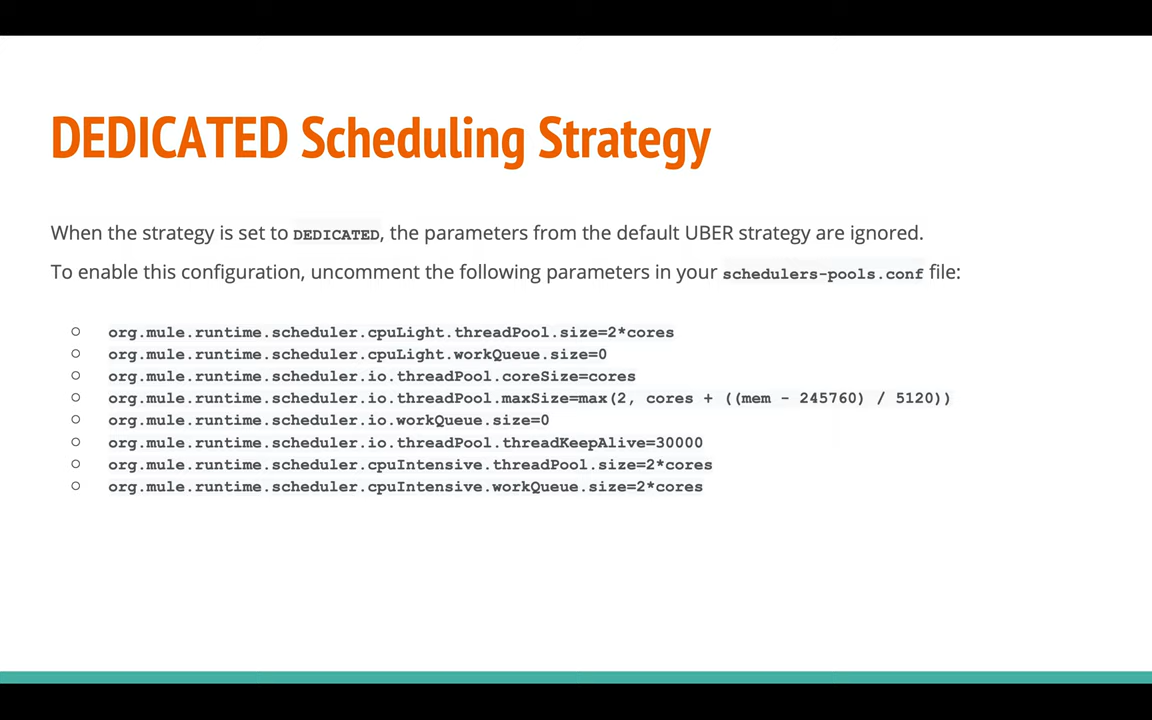 DEDICATED Scheduling Strategy
When the strategy is set to DEDICATED, the parameters from the default UBER strategy are ignored.
To enable this configuration, uncomment the following parameters in your schedulers-pools.conf file:
org.mule.runtime.scheduler.cpuLight.threadPool.size=2*cores
org.mule.runtime.scheduler.cpuLight.workQueue.size=0
org.mule.runtime.scheduler.io.threadPool.coreSize=cores
org.mule.runtime.scheduler.io.threadPool.maxSize=max(2, cores + ((mem - 245760) / 5120))
org.mule.runtime.scheduler.io.workQueue.size=0
org.mule.runtime.scheduler.io.threadPool.threadKeepAlive=30000
org.mule.runtime.scheduler.cpuIntensive.threadPool.size=2*cores
org.mule.runtime.scheduler.cpuIntensive.workQueue.size=2*cores